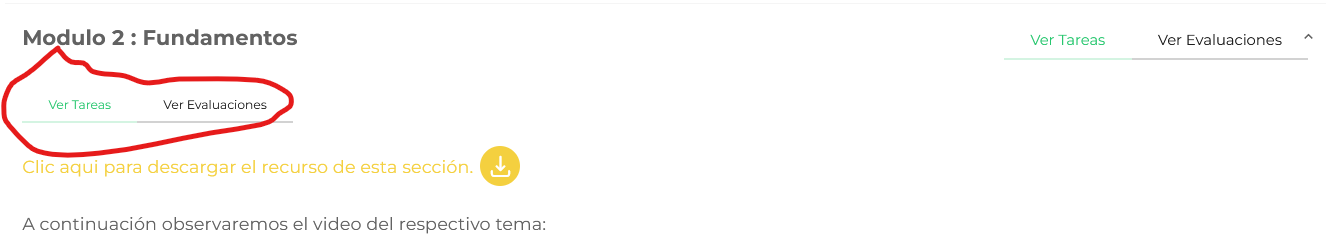 Modulo 2 : Fundamentos
Ver Tareas Ver Evaluaciones
Ver Tareas Ver Evaluaciones
Clic aqui para descargar el recurso de esta sección.
A continuación observaremos el video del respectivo tema: